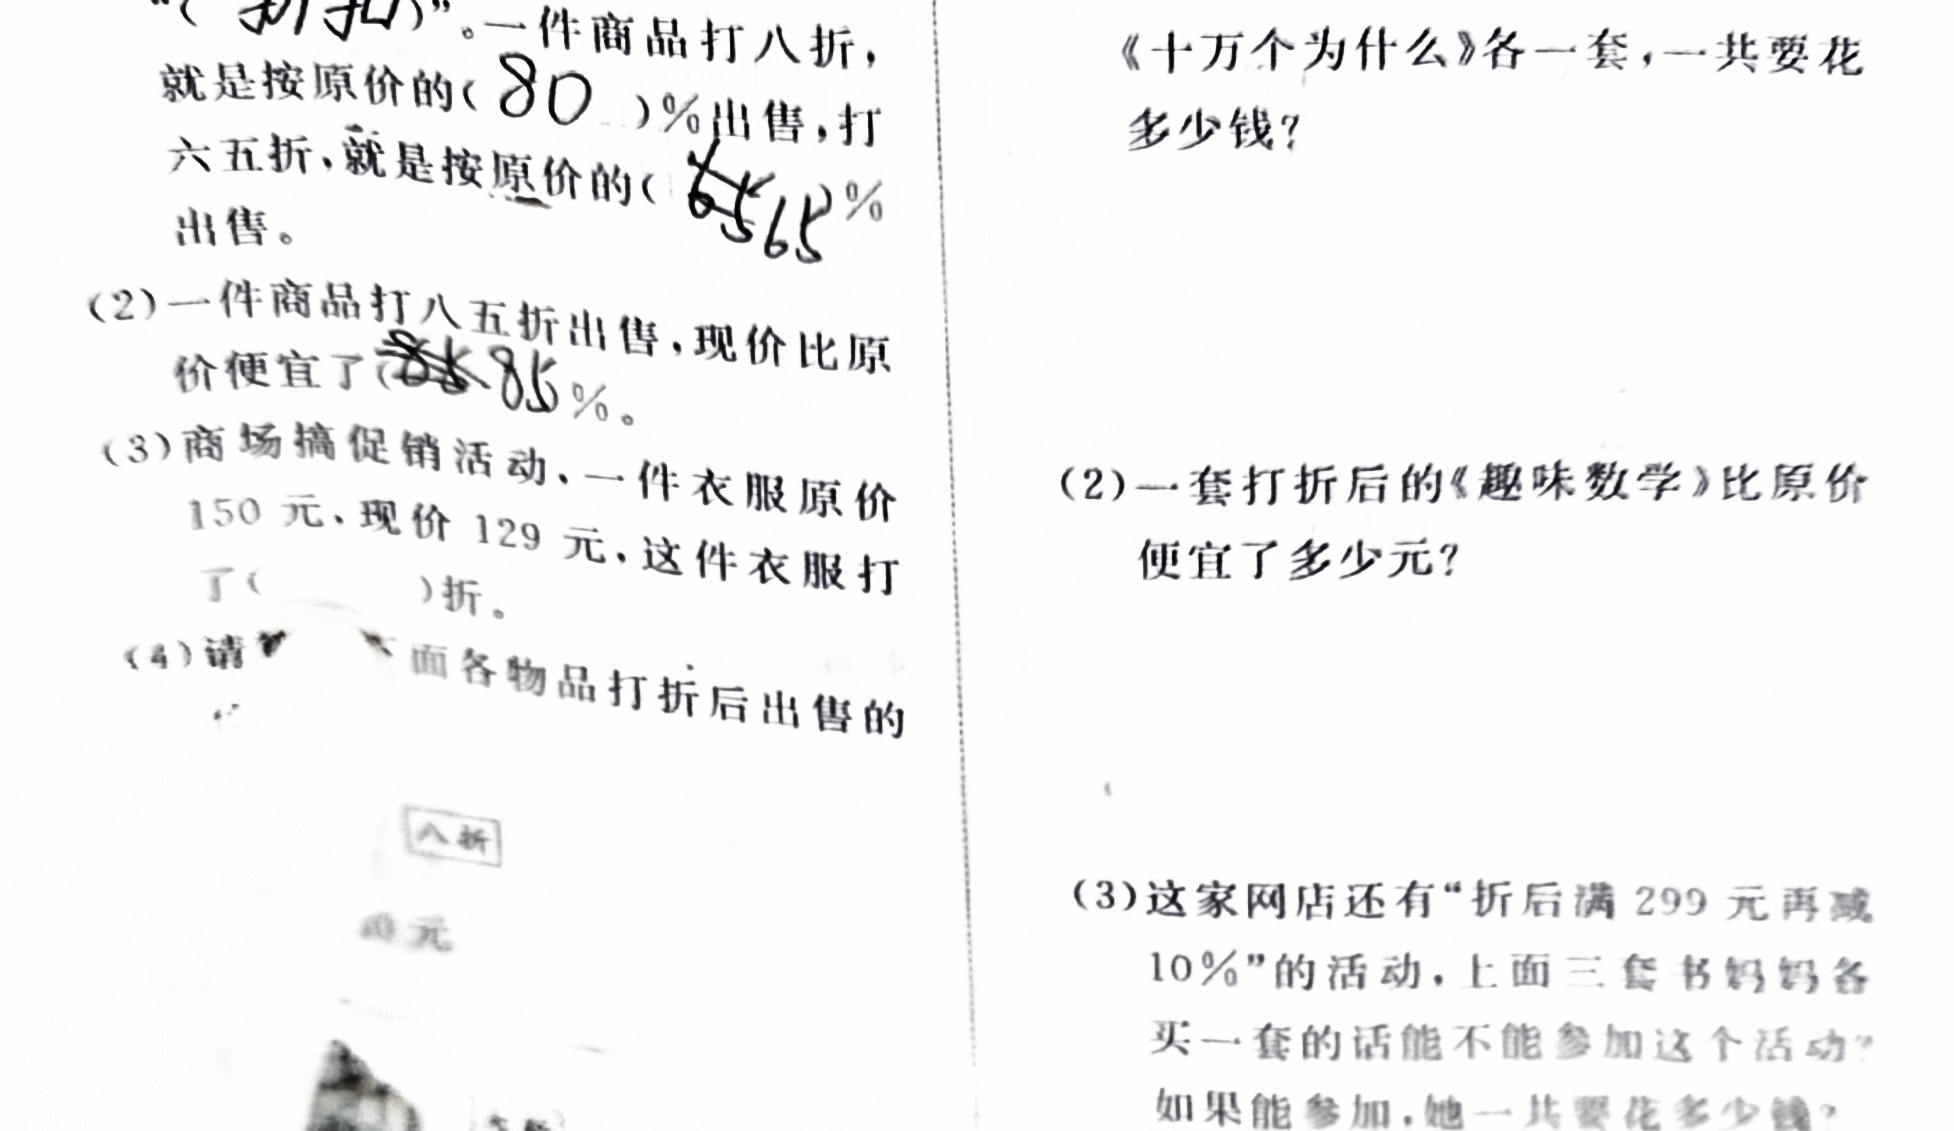 “(折扣)”。一件商品打八折，
就是按原价的(80)%出售，打
六五折，就是按原价的(65)%
出售。
(2)一件商品打八五折出售，现价比原
价便宜了(85%。
(3)商场搞促销活动，一件衣服原价
150元，现价129元，这件衣服打
了( )折。
(4)请 面各物品打折后出售的
八折
元
《十万个为什么》各一套，一共要花
多少钱？
(2)一套打折后的《趣味数学》比原价
便宜了多少元？
(3)这家网店还有“折后满299元再减
10%”的活动，上面三套书妈妈各
买一套的话能不能参加这个活动？
如果能参加，她一共要花多少钱？